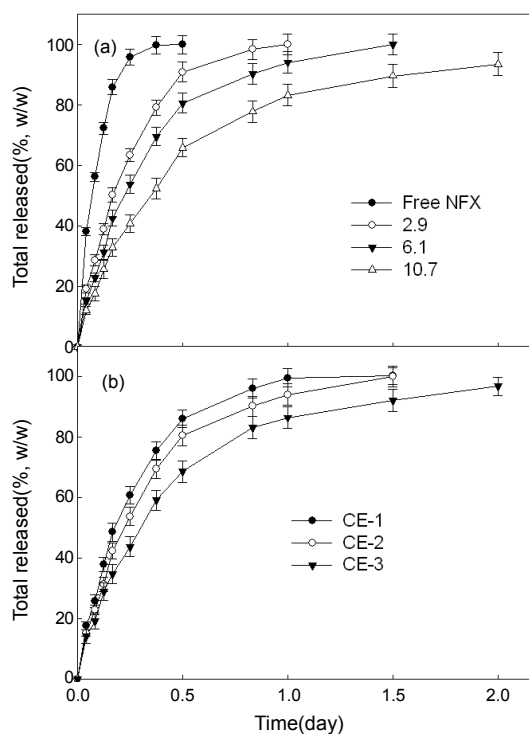 (a)
Total released(%, w/w)
100
80
60
40
20
0
Free NFX
2.9
6.1
10.7
(b)
Total released(%, w/w)
100
80
60
40
20
0
CE-1
CE-2
CE-3
0.0 0.5 1.0 1.5 2.0
Time(day)